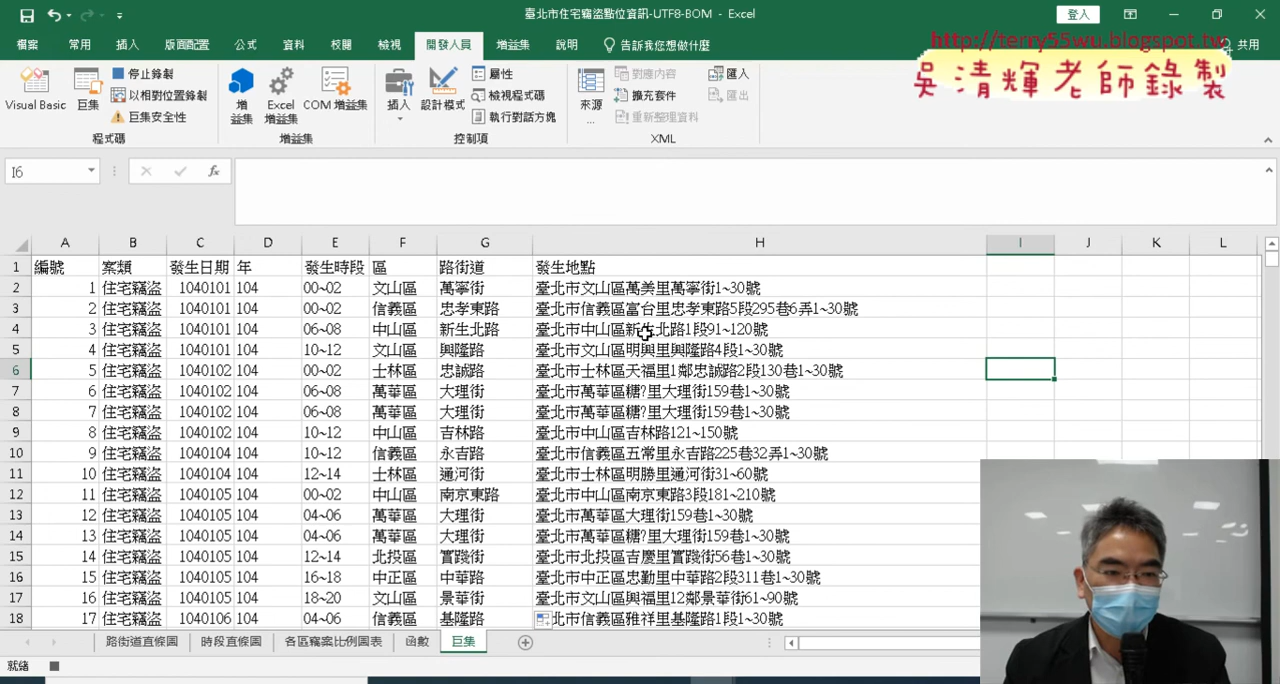 臺北市住宅竊盜點位資訊-UTF8-BOM - Excel
登入
檔案 常用 插入 版面配置 公式 資料 校閱 檢視 開發人員 增益集 說明 告訴我您想做什麼 共用
http://terry55wu.blogspot.tw
吳清輝老師錄製
Visual Basic 巨集 停止錄製 以相對位置錄製 巨集安全性 程式碼
增益集 Excel 增益集 COM 增益集 增益集
插入 設計模式 屬性 檢視程式碼 執行對話方塊 控制項
來源... 對應內容 擴充套件 重新整理資料 匯入 匯出 XML
I6 fx
A B C D E F G H I J K L
1 編號 案類 發生日期 年 發生時段 區 路街道 發生地點
2 1 住宅竊盜 1040101 104 00~02 文山區 萬寧街 臺北市文山區萬美里萬寧街1~30號
3 2 住宅竊盜 1040101 104 00~02 信義區 忠孝東路 臺北市信義區富台里忠孝東路5段295巷6弄1~30號
4 3 住宅竊盜 1040101 104 06~08 中山區 新生北路 臺北市中山區新生北路1段91~120號
5 4 住宅竊盜 1040101 104 10~12 文山區 興隆路 臺北市文山區明興里興隆路4段1~30號
6 5 住宅竊盜 1040102 104 00~02 士林區 忠誠路 臺北市士林區天福里1鄰忠誠路2段130巷1~30號
7 6 住宅竊盜 1040102 104 06~08 萬華區 大理街 臺北市萬華區糖?里大理街159巷1~30號
8 7 住宅竊盜 1040102 104 06~08 萬華區 大理街 臺北市萬華區糖?里大理街159巷1~30號
9 8 住宅竊盜 1040102 104 10~12 中山區 吉林路 臺北市中山區吉林路121~150號
10 9 住宅竊盜 1040104 104 10~12 信義區 永吉路 臺北市信義區五常里永吉路225巷32弄1~30號
11 10 住宅竊盜 1040104 104 12~14 士林區 通河街 臺北市士林區明勝里通河街31~60號
12 11 住宅竊盜 1040105 104 00~02 中山區 南京東路 臺北市中山區南京東路3段181~210號
13 12 住宅竊盜 1040105 104 04~06 萬華區 大理街 臺北市萬華區大理街159巷1~30號
14 13 住宅竊盜 1040105 104 04~06 萬華區 大理街 臺北市萬華區糖?里大理街159巷1~30號
15 14 住宅竊盜 1040105 104 12~14 北投區 實踐街 臺北市北投區吉慶里實踐街56巷1~30號
16 15 住宅竊盜 1040105 104 16~18 中正區 中華路 臺北市中正區忠勤里中華路2段311巷1~30號
17 16 住宅竊盜 1040105 104 18~20 文山區 景華街 臺北市文山區興福里12鄰景華街61~90號
18 17 住宅竊盜 1040106 104 04~06 信義區 基隆路 北市信義區雅祥里基隆路1段1~30號
路街道直條圖 時段直條圖 各區竊案比例圖表 函數 巨集
就緒